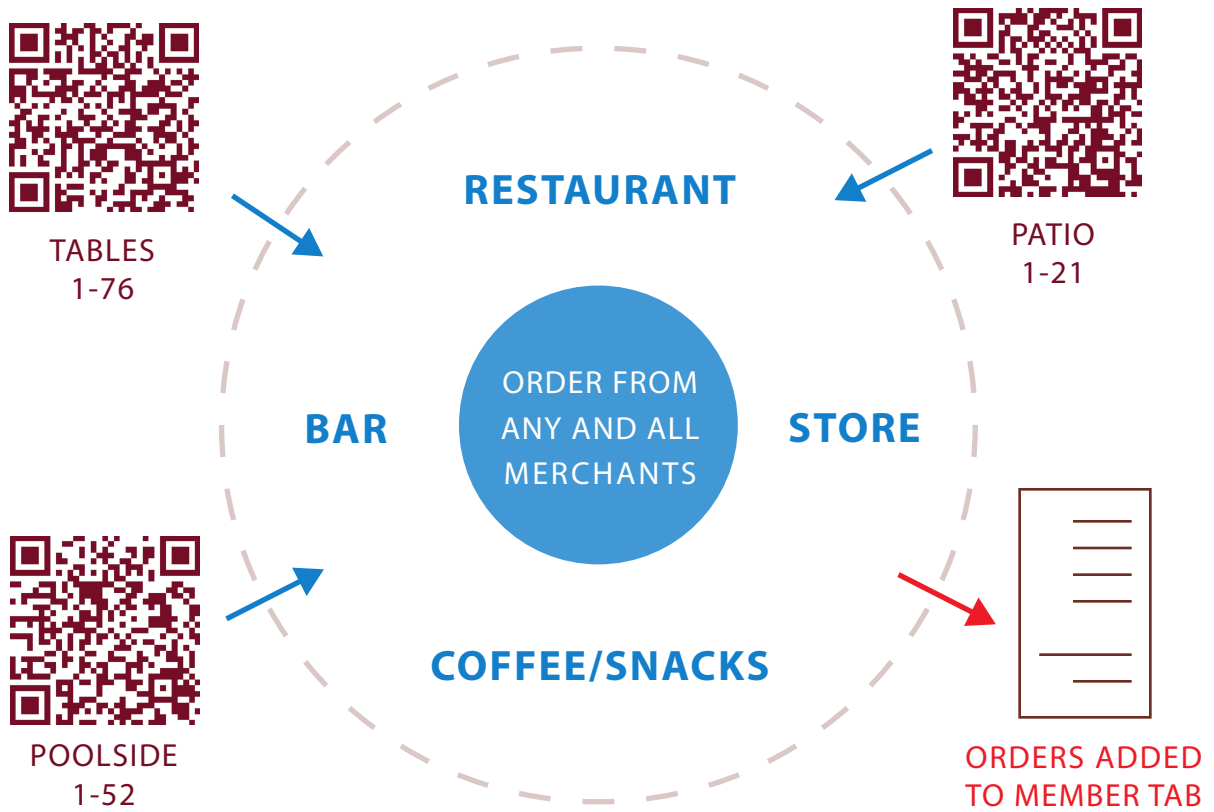 TABLES
1-76
PATIO
1-21
RESTAURANT
BAR
ORDER FROM
ANY AND ALL
MERCHANTS
STORE
COFFEE/SNACKS
POOLSIDE
1-52
ORDERS ADDED
TO MEMBER TAB